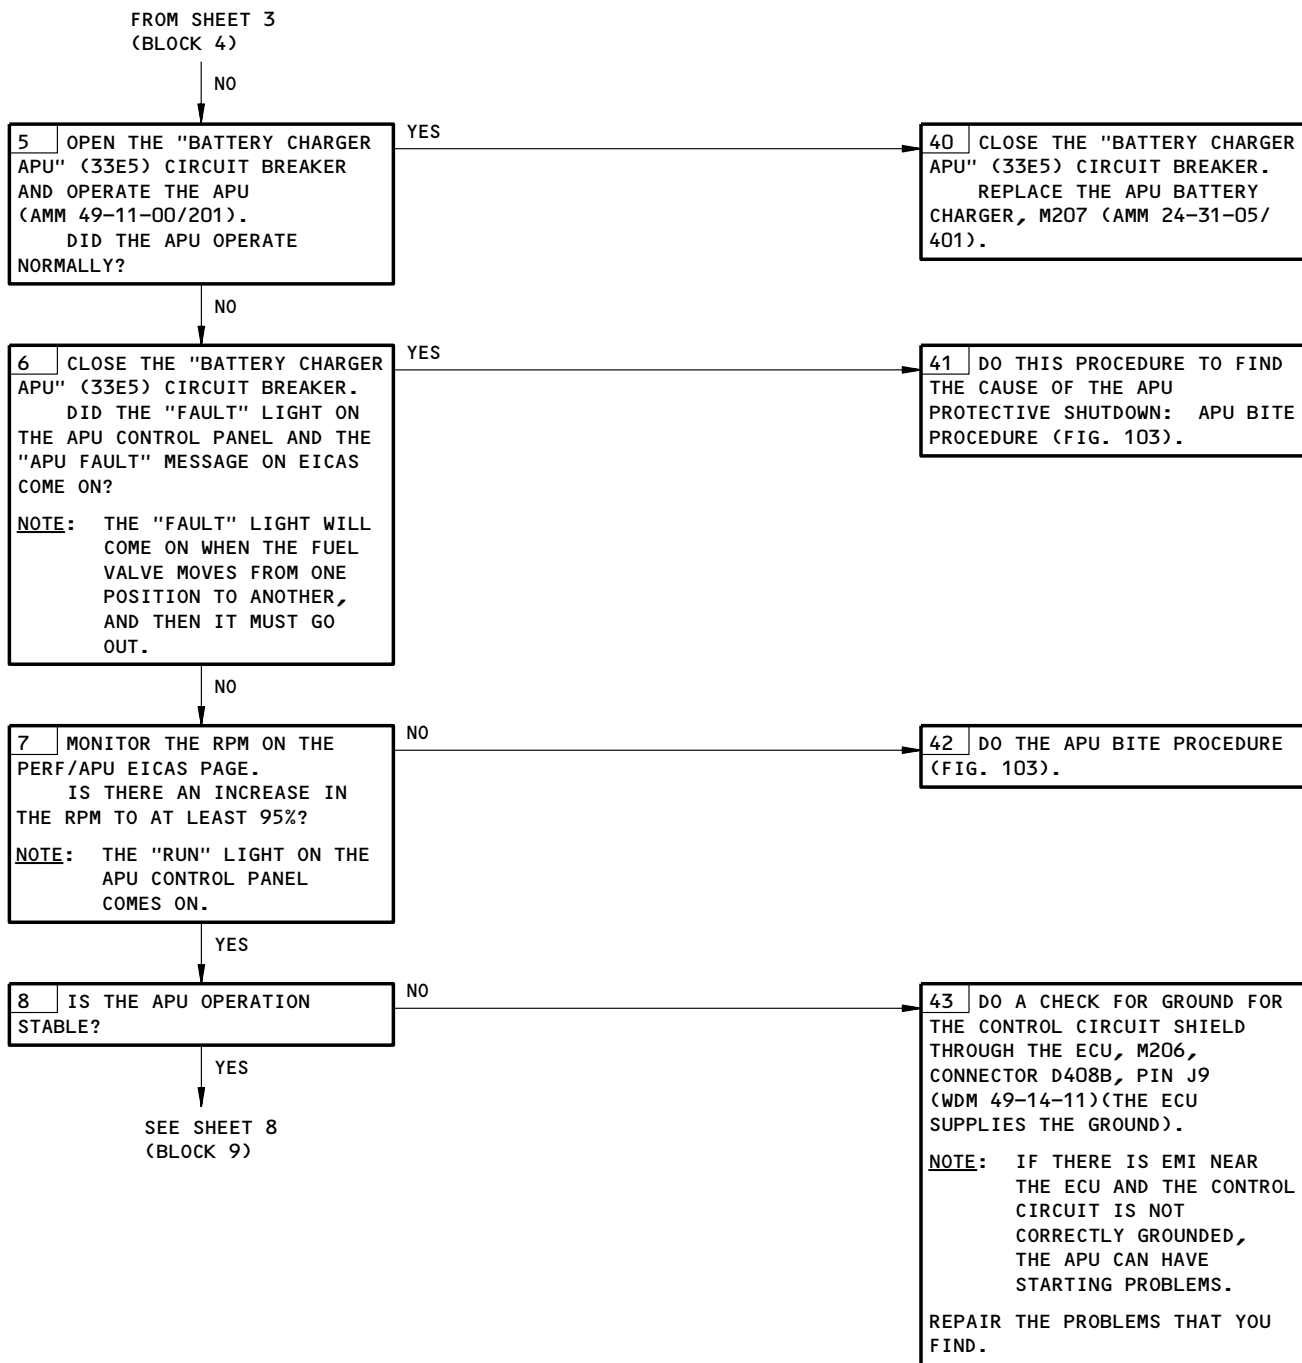 FROM SHEET 3
(BLOCK 4)
NO
5 OPEN THE "BATTERY CHARGER
APU" (33E5) CIRCUIT BREAKER
AND OPERATE THE APU
(AMM 49-11-00/201).
DID THE APU OPERATE
NORMALLY?
YES
40 CLOSE THE "BATTERY CHARGER
APU" (33E5) CIRCUIT BREAKER.
REPLACE THE APU BATTERY
CHARGER, M207 (AMM 24-31-05/
401).
NO
6 CLOSE THE "BATTERY CHARGER
APU" (33E5) CIRCUIT BREAKER.
DID THE "FAULT" LIGHT ON
THE APU CONTROL PANEL AND THE
"APU FAULT" MESSAGE ON EICAS
COME ON?
NOTE: THE "FAULT" LIGHT WILL
COME ON WHEN THE FUEL
VALVE MOVES FROM ONE
POSITION TO ANOTHER,
AND THEN IT MUST GO
OUT.
YES
41 DO THIS PROCEDURE TO FIND
THE CAUSE OF THE APU
PROTECTIVE SHUTDOWN: APU BITE
PROCEDURE (FIG. 103).
NO
7 MONITOR THE RPM ON THE
PERF/APU EICAS PAGE.
IS THERE AN INCREASE IN
THE RPM TO AT LEAST 95%?
NOTE: THE "RUN" LIGHT ON THE
APU CONTROL PANEL
COMES ON.
NO
42 DO THE APU BITE PROCEDURE
(FIG. 103).
YES
8 IS THE APU OPERATION
STABLE?
NO
43 DO A CHECK FOR GROUND FOR
THE CONTROL CIRCUIT SHIELD
THROUGH THE ECU, M206,
CONNECTOR D408B, PIN J9
(WDM 49-14-11)(THE ECU
SUPPLIES THE GROUND).
NOTE: IF THERE IS EMI NEAR
THE ECU AND THE CONTROL
CIRCUIT IS NOT
CORRECTLY GROUNDED,
THE APU CAN HAVE
STARTING PROBLEMS.
REPAIR THE PROBLEMS THAT YOU
FIND.
YES
SEE SHEET 8
(BLOCK 9)